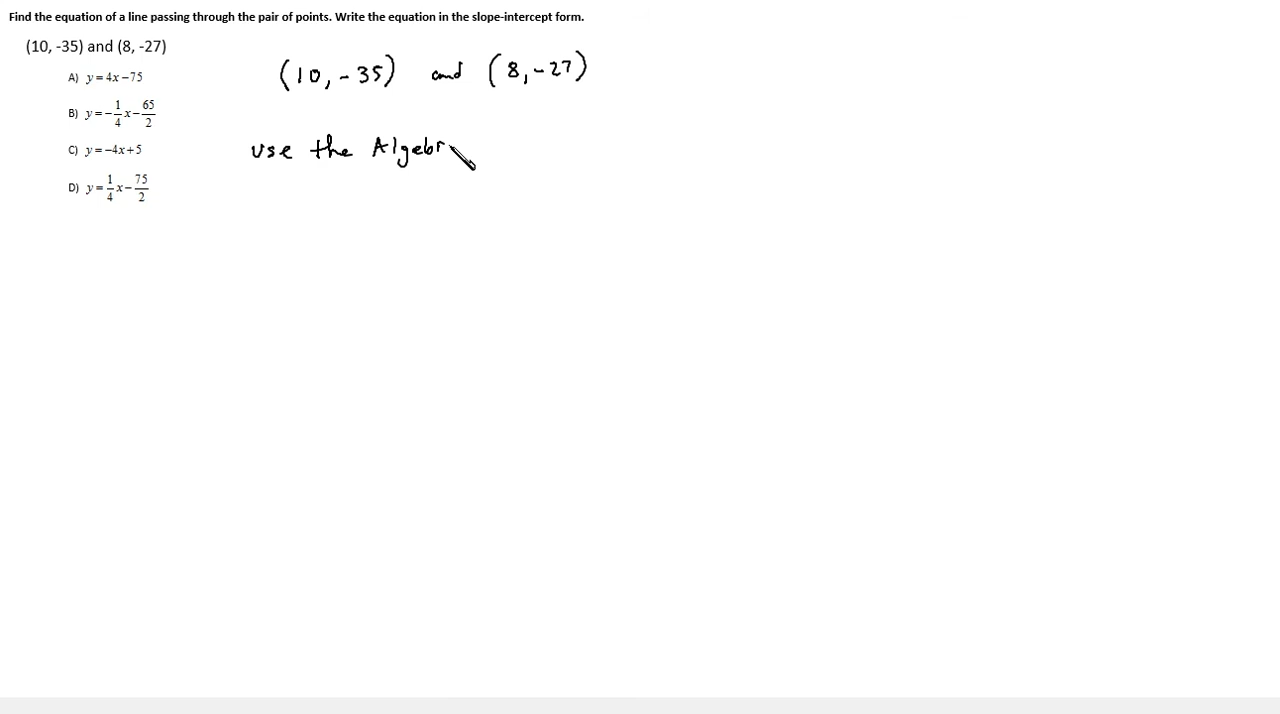 Find the equation of a line passing through the pair of points. Write the equation in the slope-intercept form.
(10, -35) and (8, -27)
A) y = 4x − 75
B) y = −1/4 x − 65/2
C) y = −4x + 5
D) y = 1/4 x − 75/2
(10, -35) and (8, -27)
use the Algebr